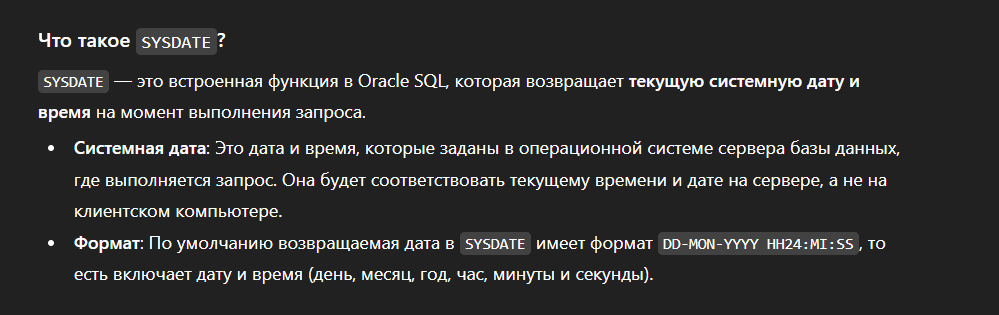 Что такое SYSDATE?
SYSDATE — это встроенная функция в Oracle SQL, которая возвращает текущую системную дату и
время на момент выполнения запроса.
• Системная дата: Это дата и время, которые заданы в операционной системе сервера базы данных,
где выполняется запрос. Она будет соответствовать текущему времени и дате на сервере, а не на
клиентском компьютере.
• Формат: По умолчанию возвращаемая дата в SYSDATE имеет формат DD-MON-YYYY HH24:MI:SS, то
есть включает дату и время (день, месяц, год, час, минуты и секунды).